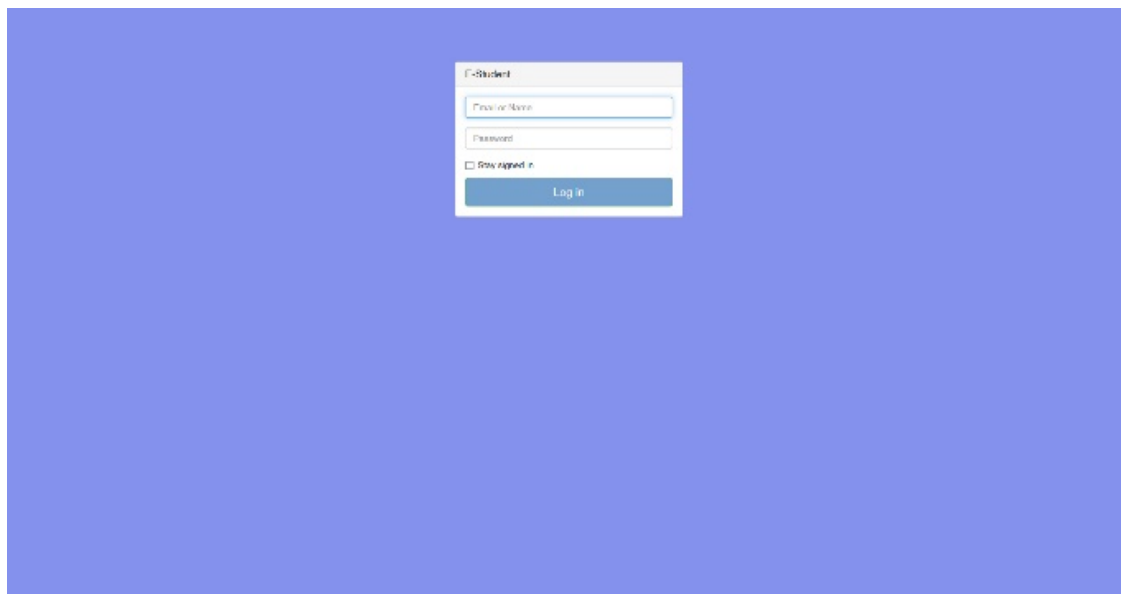 E-Student
Email or Name
Password
Stay signed in
Log in